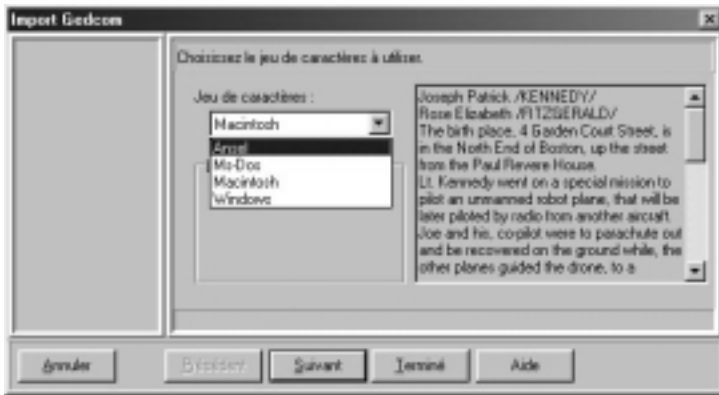 Import Gedcom
Choisissez le jeu de caractères à utiliser.
Jeu de caractères :
Macintosh
Ansel
Ms-Dos
Macintosh
Windows
Joseph Patrick /KENNEDY/
Rose Elizabeth /FITZGERALD/
The birth place, 4 Garden Court Street, is
in the North End of Boston, up the street
from the Paul Revere House.
Lt. Kennedy went on a special mission to
pilot an unmanned robot plane, that will be
later piloted by radio from another aircraft.
Joe and his, co-pilot were to parachute out
and be recovered on the ground while, the
other planes guided the drone, to a
Annuler
Précédent
Suivant
Terminé
Aide